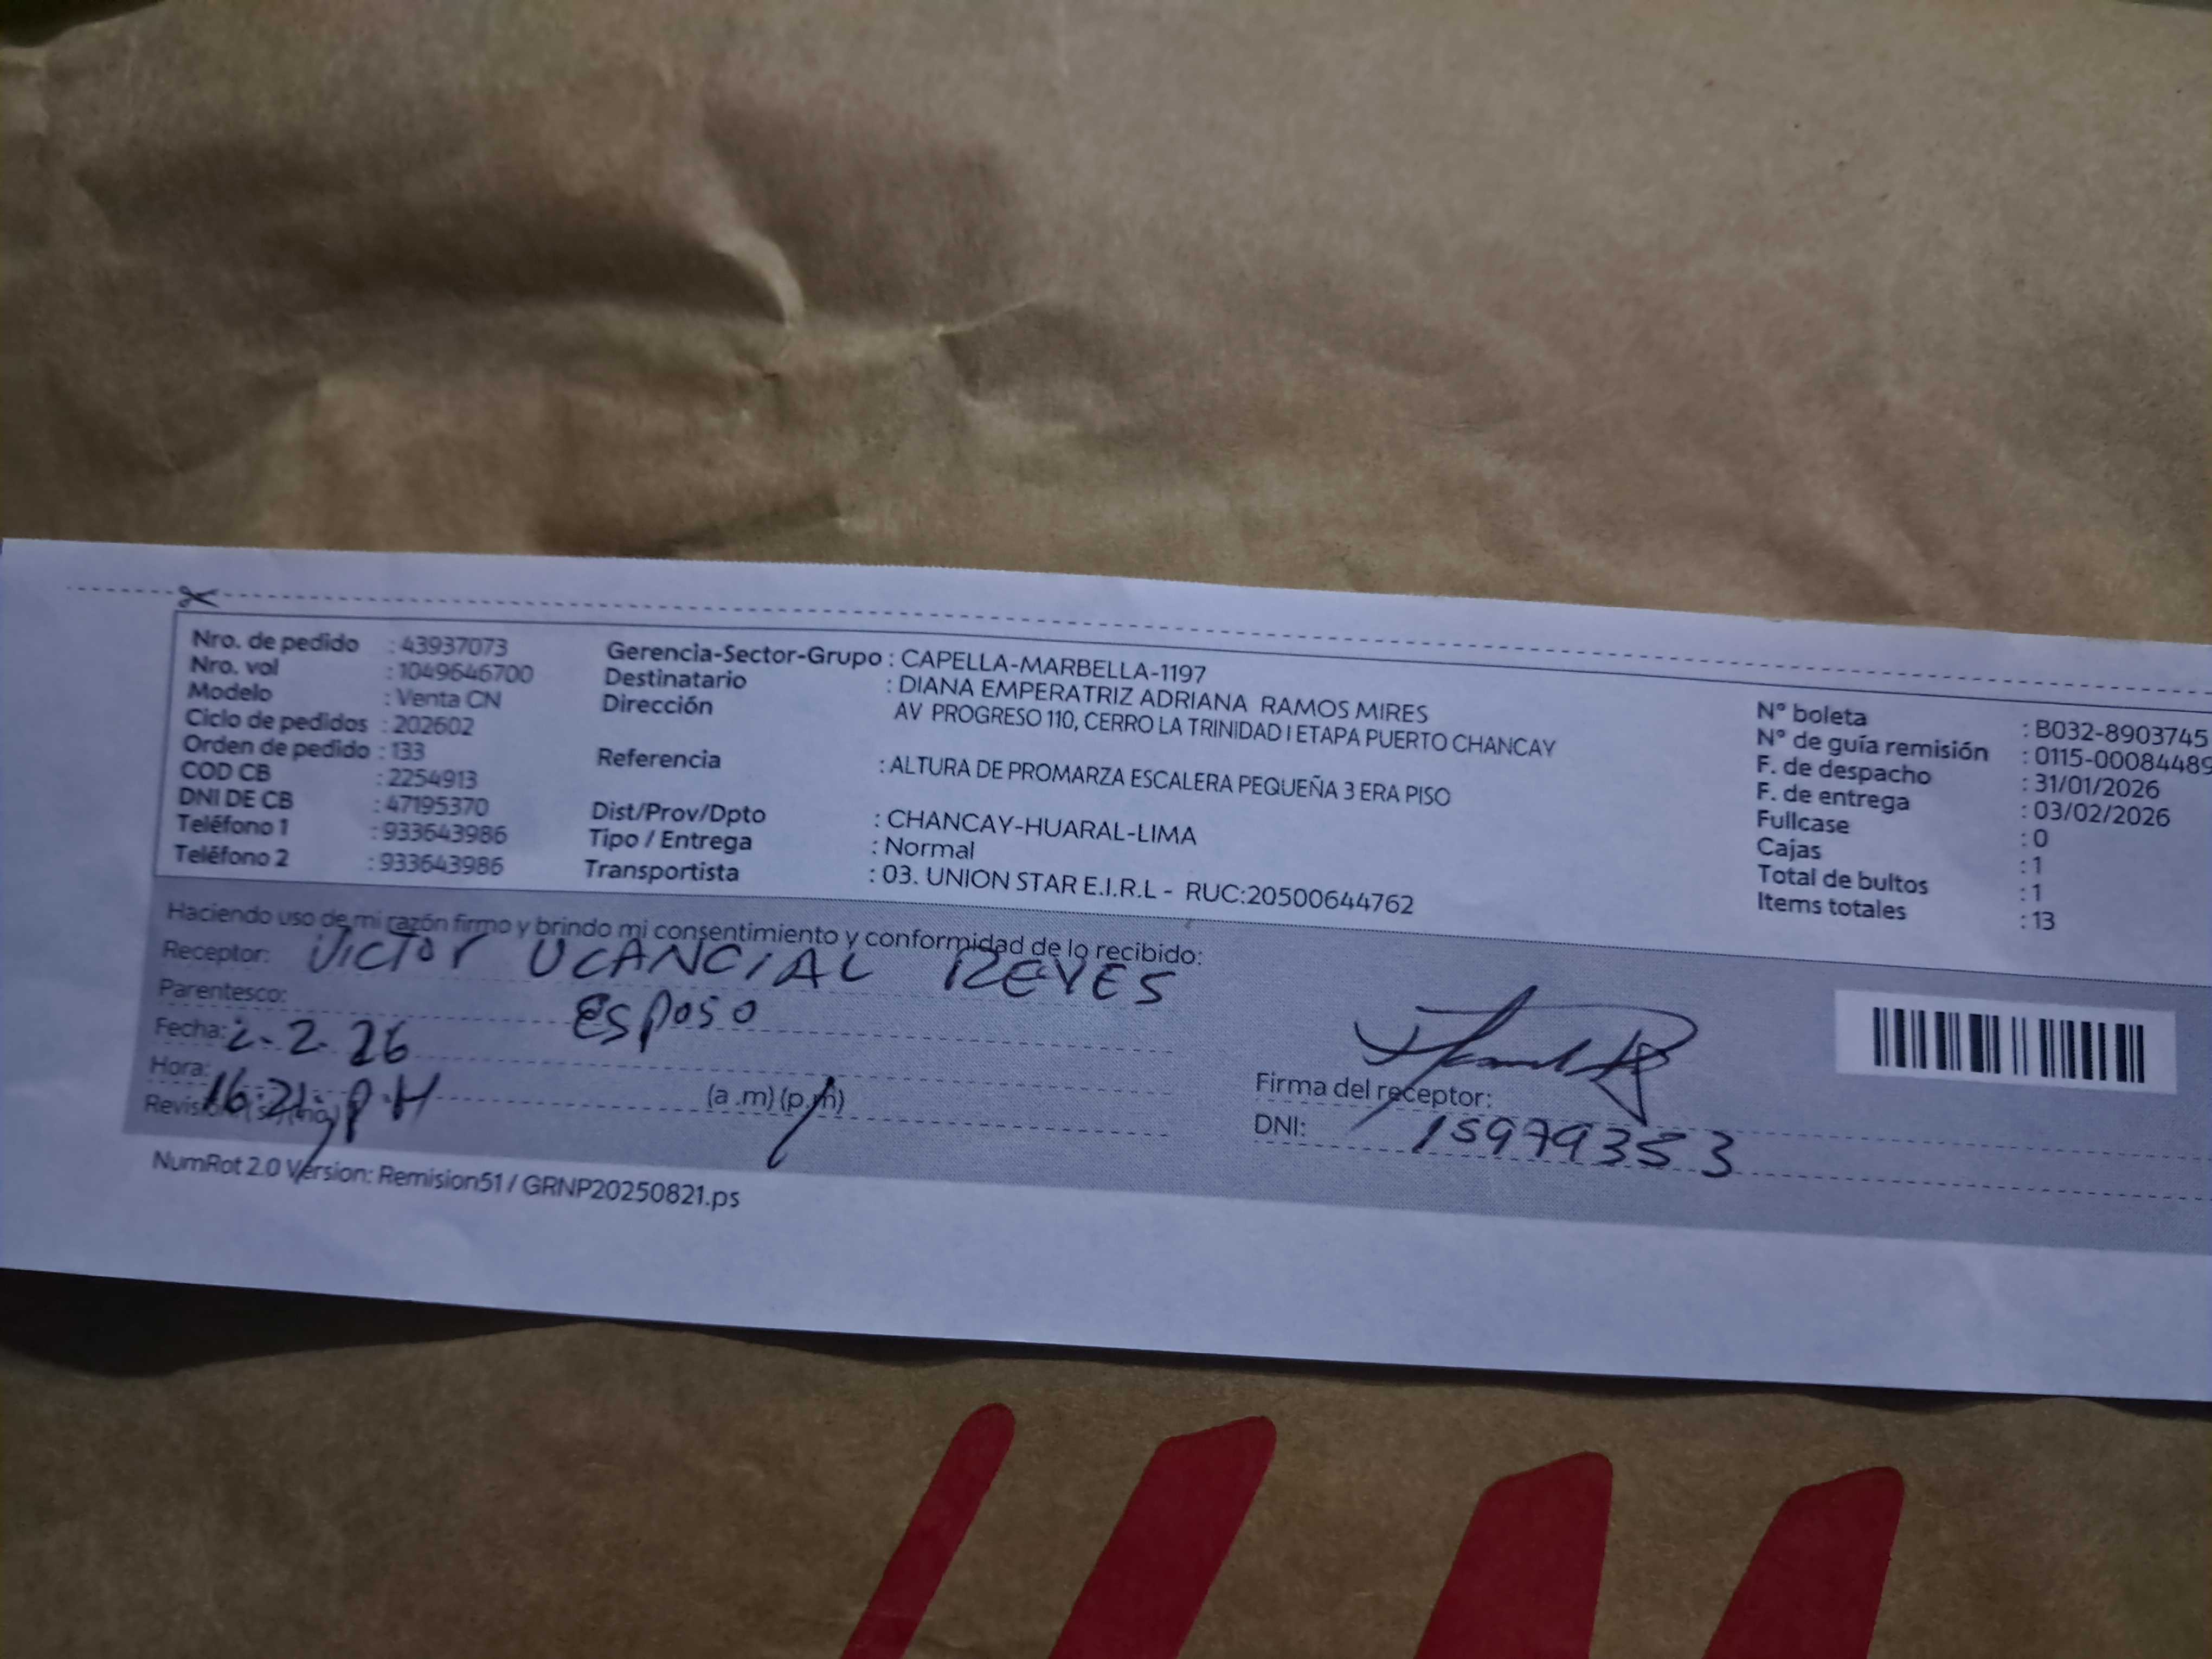 Nro. de pedido : 43937073
Nro. vol : 1049646700
Modelo : Venta CN
Ciclo de pedidos : 202602
Orden de pedido : 133
COD CB : 2254913
DNI DE CB : 47195370
Teléfono 1 : 933643986
Teléfono 2 : 933643986
Gerencia-Sector-Grupo : CAPELLA-MARBELLA-1197
Destinatario : DIANA EMPERATRIZ ADRIANA RAMOS MIRES
Dirección AV PROGRESO 110, CERRO LA TRINIDAD I ETAPA PUERTO CHANCAY
Referencia : ALTURA DE PROMARZA ESCALERA PEQUEÑA 3 ERA PISO
Dist/Prov/Dpto : CHANCAY-HUARAL-LIMA
Tipo / Entrega : Normal
Transportista : 03. UNION STAR E.I.R.L - RUC:20500644762
N° boleta : B032-8903745
N° de guía remisión : 0115-00084489
F. de despacho : 31/01/2026
F. de entrega : 03/02/2026
Fullcase : 0
Cajas : 1
Total de bultos : 1
Items totales : 13
Haciendo uso de mi razón firmo y brindo mi consentimiento y conformidad de lo recibido:
Receptor: VICTOR UCANCIAL REYES
Parentesco: esposo
Fecha: 2-2-26
Hora: 16:21 P.M (a .m) (p.m)
Firma del receptor:
DNI: 15979353
NumRot 2.0 Version: Remision51 / GRNP20250821.ps